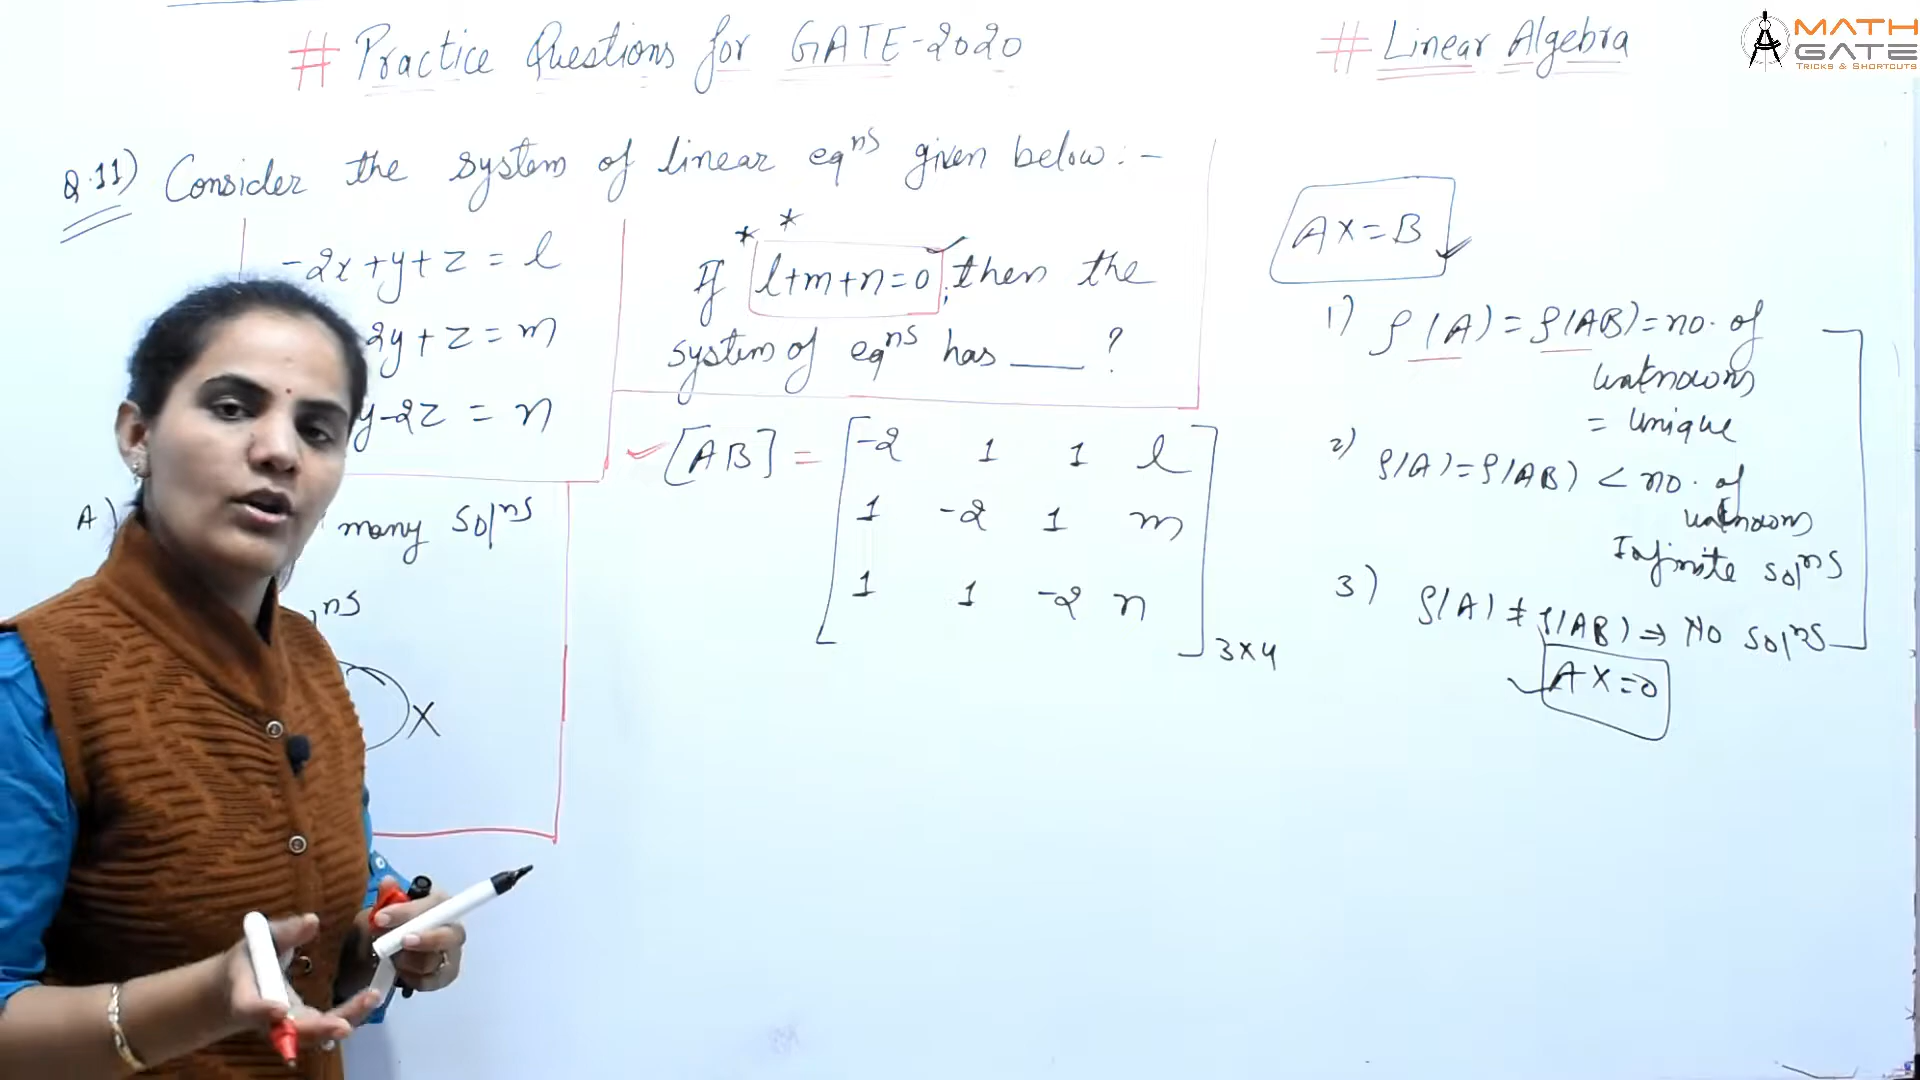 # Practice Questions for GATE-2020
# Linear Algebra
MATH
GATE
TRICKS & SHORTCUTS
Q.11) Consider the system of linear eqⁿˢ given below:-
-2x+y+z = l
2y+z = m
y-2z = n
* *
If l+m+n=0, then the
system of eqⁿˢ has ___ ?
A)
many solⁿˢ
ⁿˢ
X
[AB] =
-2 1 1 l
1 -2 1 m
1 1 -2 n
3x4
AX=B
1) ρ(A) = ρ(AB) = no. of
unknowns
= Unique
2) ρ(A) = ρ(AB) < no. of
unknowns
Infinite solⁿˢ
3) ρ(A) ≠ ρ(AB) → No solⁿˢ
AX=0